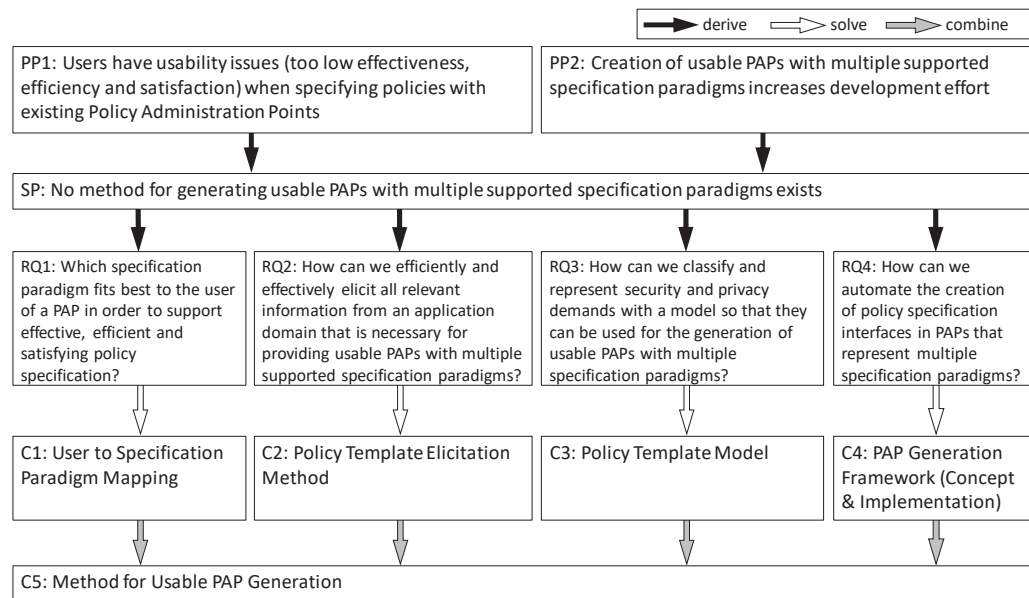 derive
solve
combine
PP1: Users have usability issues (too low effectiveness,
efficiency and satisfaction) when specifying policies with
existing Policy Administration Points
PP2: Creation of usable PAPs with multiple supported
specification paradigms increases development effort
SP: No method for generating usable PAPs with multiple supported specification paradigms exists
RQ1: Which specification
paradigm fits best to the user
of a PAP in order to support
effective, efficient and
satisfying policy
specification?
RQ2: How can we efficiently and
effectively elicit all relevant
information from an application
domain that is necessary for
providing usable PAPs with multiple
supported specification paradigms?
RQ3: How can we classify and
represent security and privacy
demands with a model so that they
can be used for the generation of
usable PAPs with multiple
specification paradigms?
RQ4: How can we
automate the creation
of policy specification
interfaces in PAPs that
represent multiple
specification paradigms?
C1: User to Specification
Paradigm Mapping
C2: Policy Template Elicitation
Method
C3: Policy Template Model
C4: PAP Generation
Framework (Concept
& Implementation)
C5: Method for Usable PAP Generation